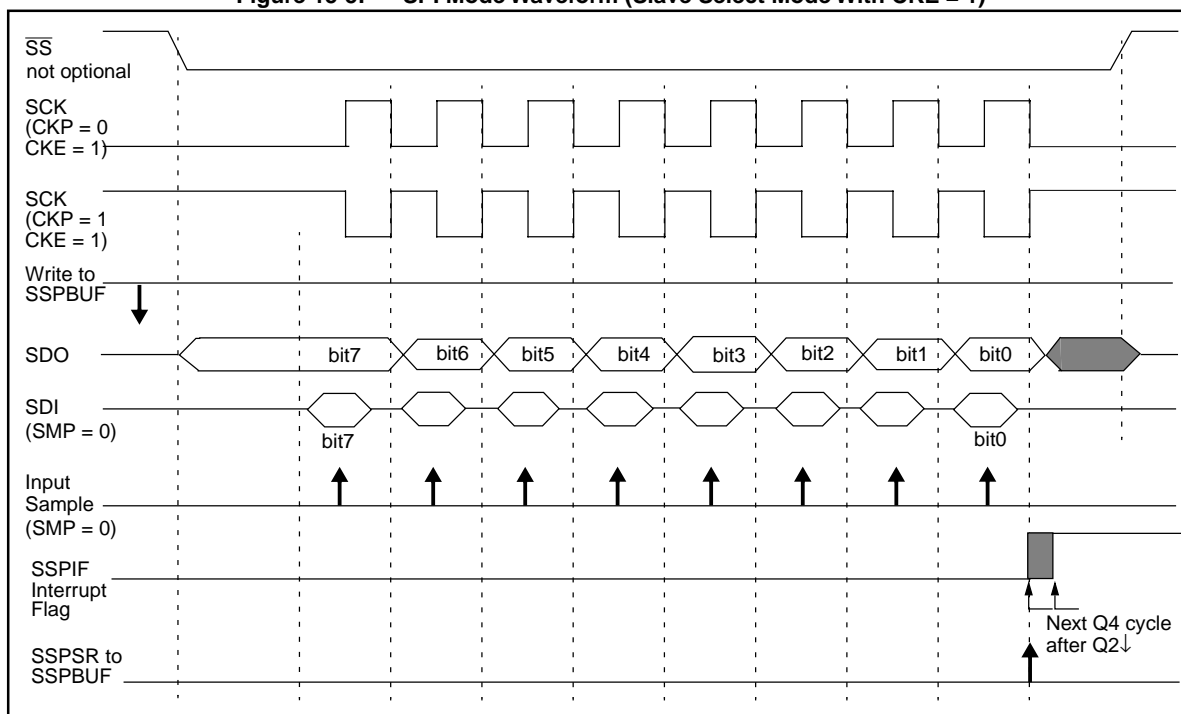 SS
not optional
SCK
(CKP = 0
CKE = 1)
SCK
(CKP = 1
CKE = 1)
Write to
SSPBUF
SDO bit7 bit6 bit5 bit4 bit3 bit2 bit1 bit0
SDI
(SMP = 0)
bit7 bit0
Input
Sample
(SMP = 0)
SSPIF
Interrupt
Flag
Next Q4 cycle
after Q2↓
SSPSR to
SSPBUF